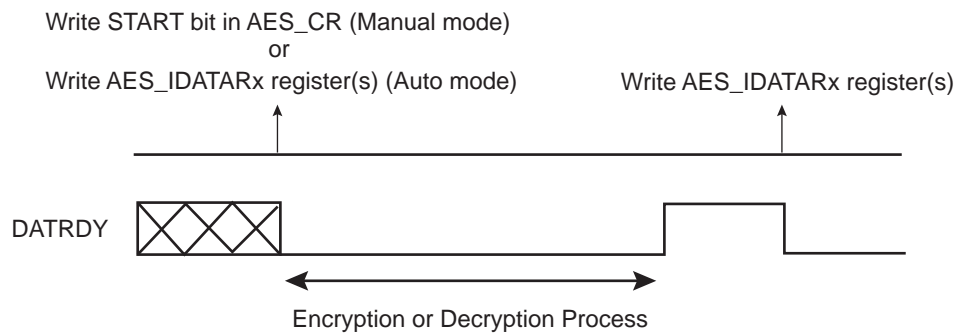 Write START bit in AES_CR (Manual mode)
or
Write AES_IDATARx register(s) (Auto mode)
Write AES_IDATARx register(s)
DATRDY
Encryption or Decryption Process